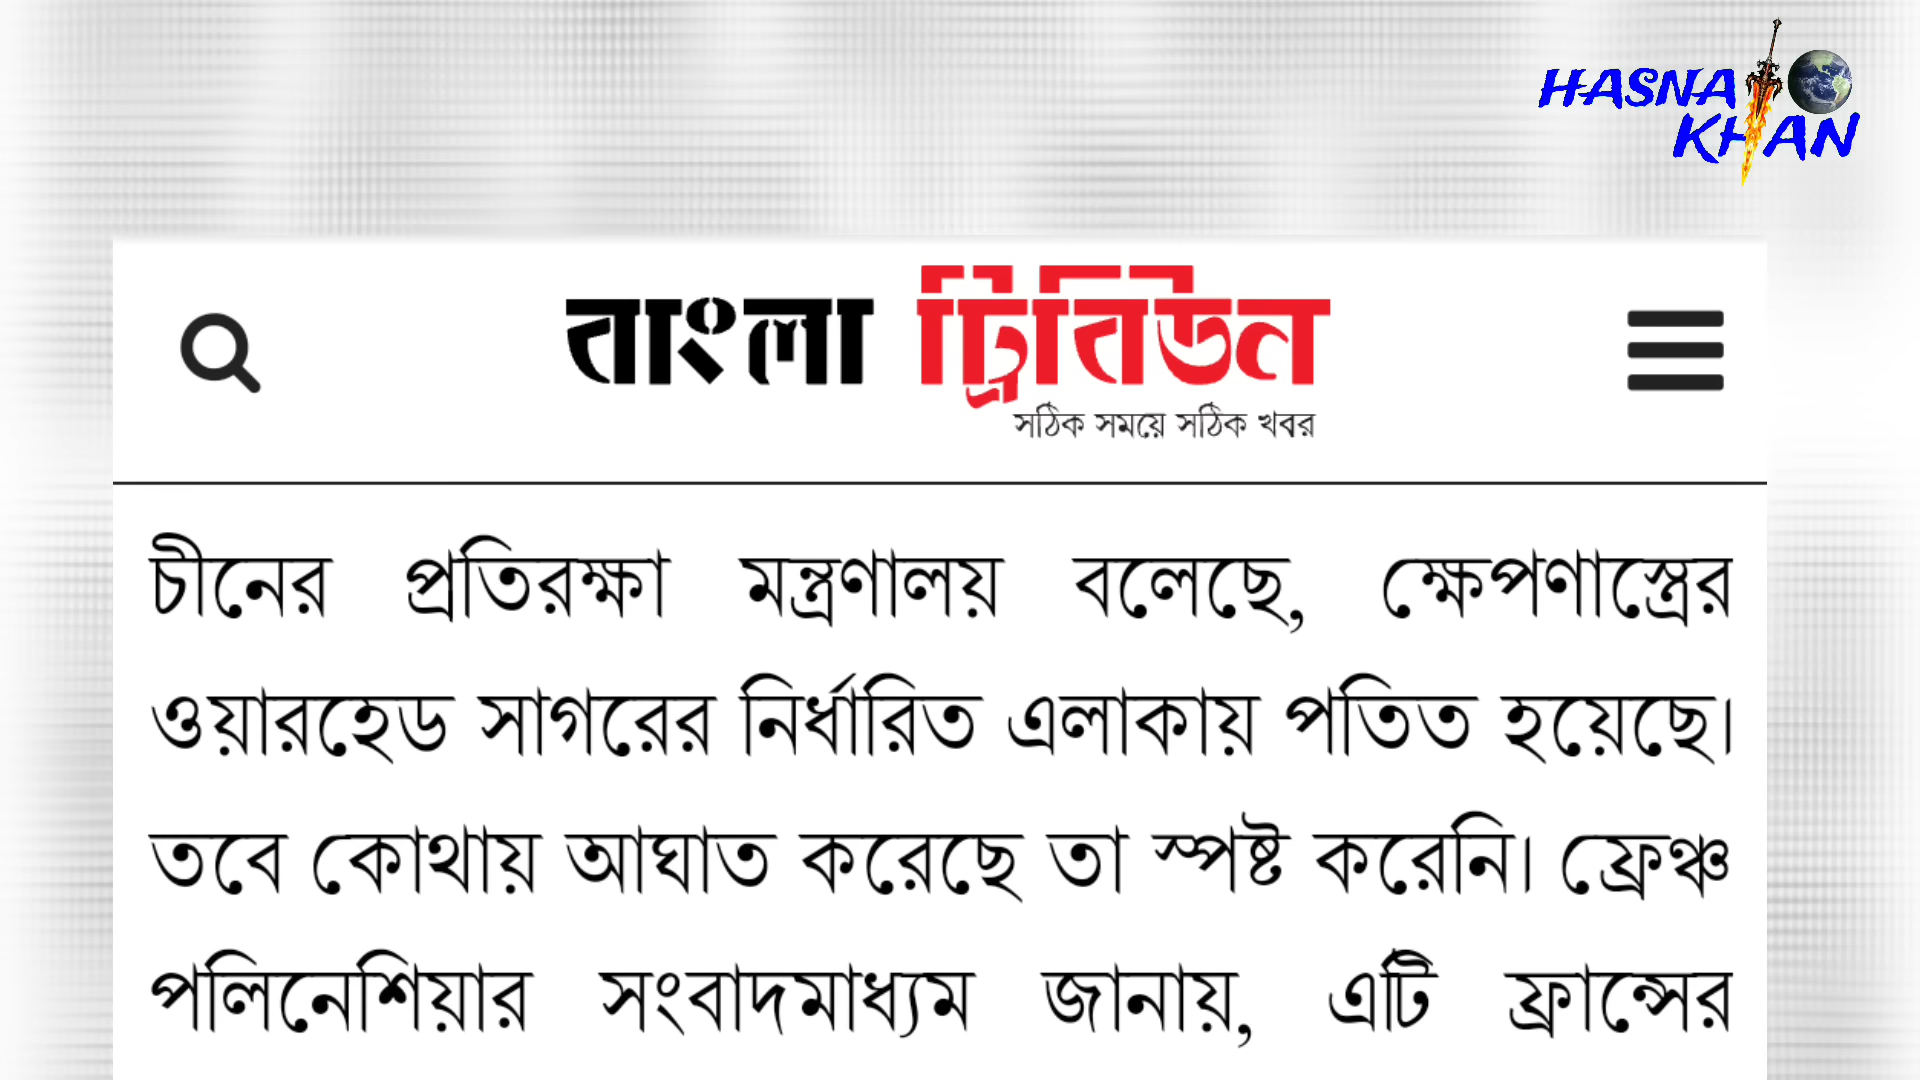 HASNA
KHAN
বাংলা ট্রিবিউন
সঠিক সময়ে সঠিক খবর
চীনের প্রতিরক্ষা মন্ত্রণালয় বলেছে, ক্ষেপণাস্ত্রের
ওয়ারহেড সাগরের নির্ধারিত এলাকায় পতিত হয়েছে।
তবে কোথায় আঘাত করেছে তা স্পষ্ট করেনি। ফ্রেঞ্চ
পলিনেশিয়ার সংবাদমাধ্যম জানায়, এটি ফ্রান্সের